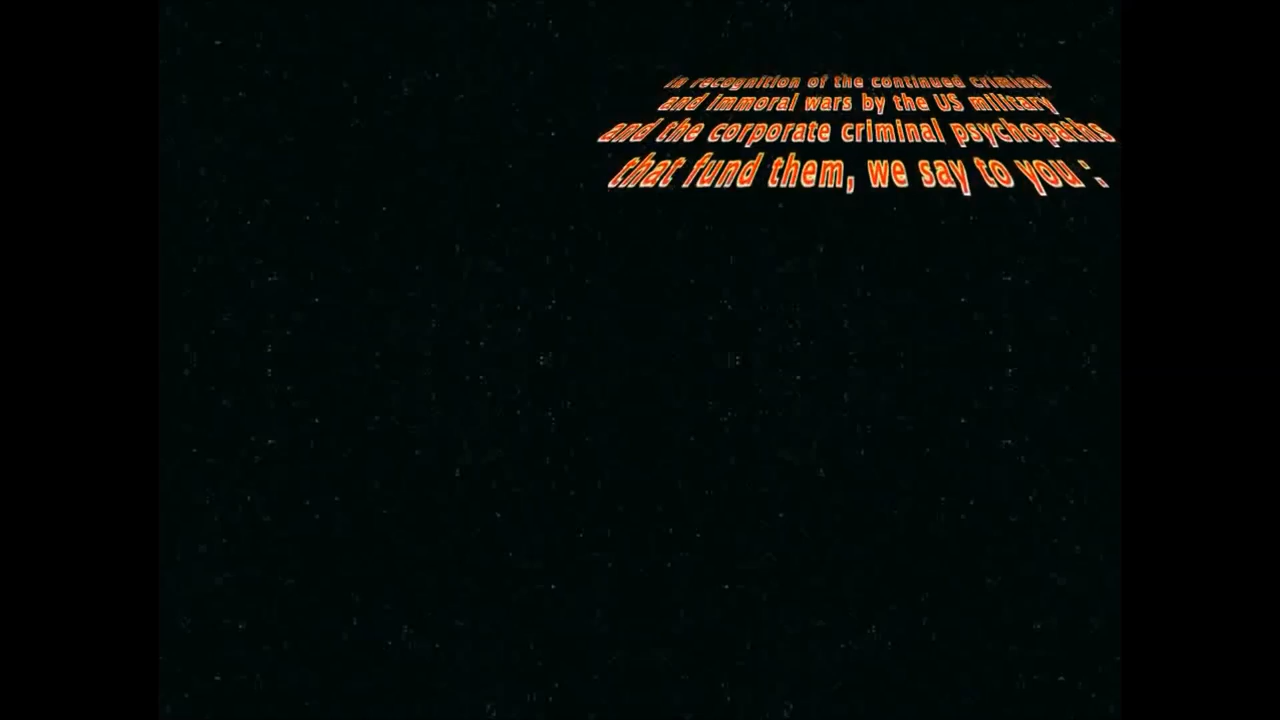 in recognition of the continued criminal
and immoral wars by the US military
and the corporate criminal psychopaths
that fund them, we say to you :.